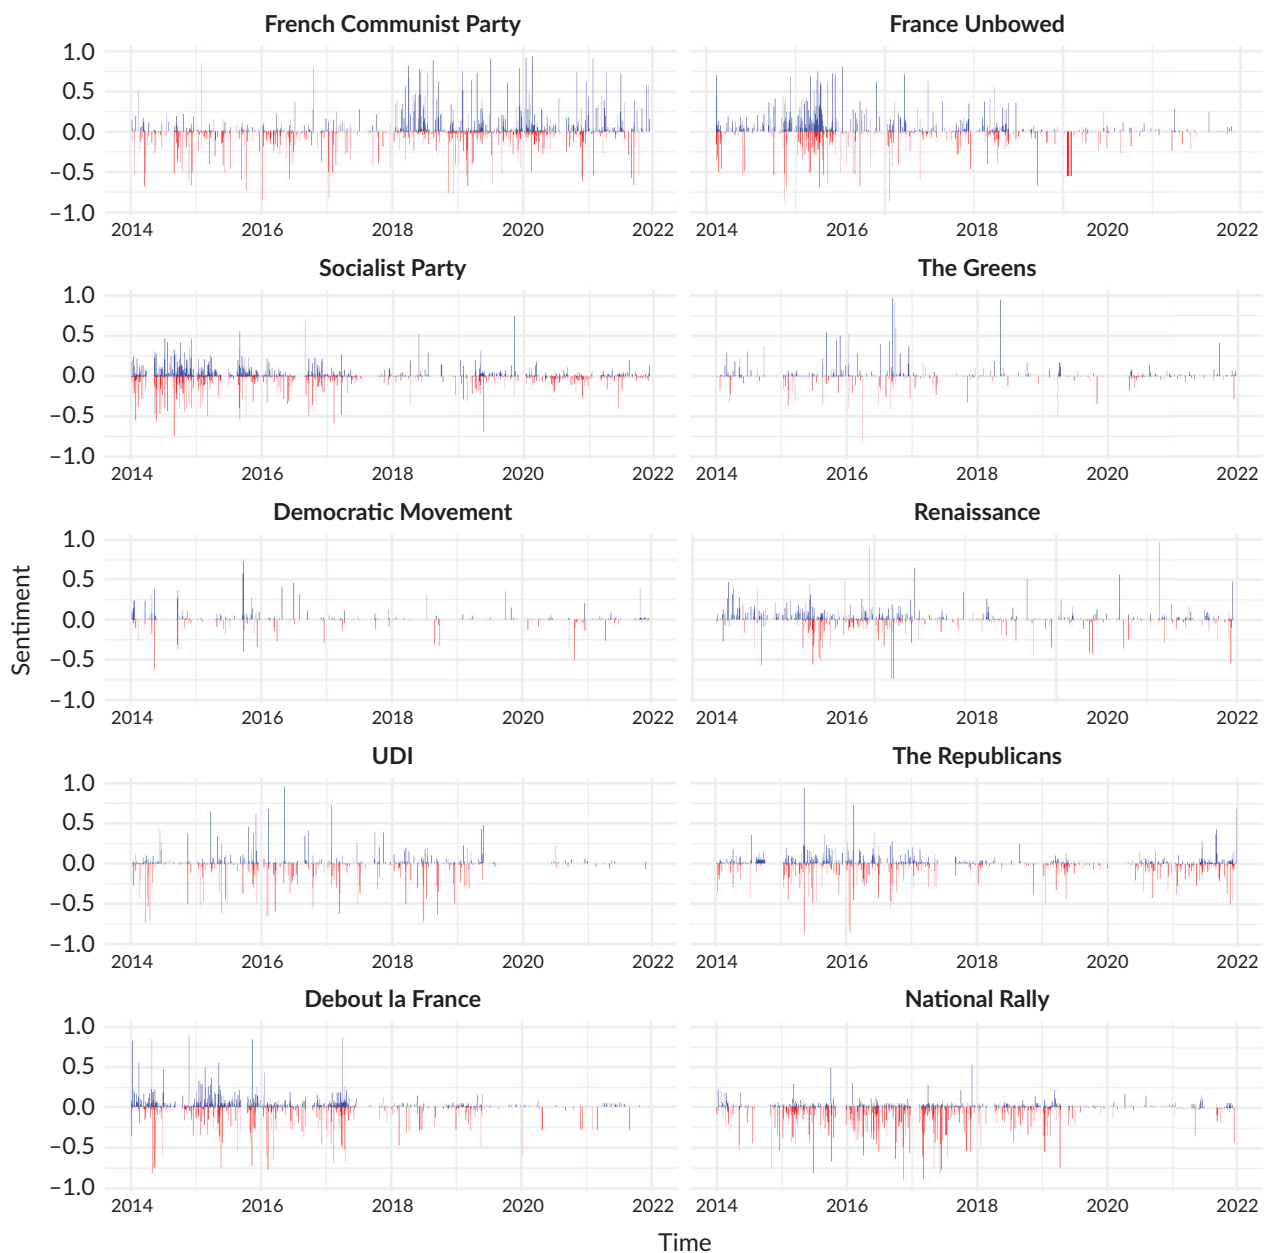 French Communist Party France Unbowed
1.0
0.5
0.0
−0.5
−1.0
2014 2016 2018 2020 2022 2014 2016 2018 2020 2022
Socialist Party The Greens
1.0
0.5
0.0
−0.5
−1.0
2014 2016 2018 2020 2022 2014 2016 2018 2020 2022
Democratic Movement Renaissance
1.0
0.5
0.0
−0.5
−1.0
2014 2016 2018 2020 2022 2014 2016 2018 2020 2022
Sentiment
UDI The Republicans
1.0
0.5
0.0
−0.5
−1.0
2014 2016 2018 2020 2022 2014 2016 2018 2020 2022
Debout la France National Rally
1.0
0.5
0.0
−0.5
−1.0
2014 2016 2018 2020 2022 2014 2016 2018 2020 2022
Time